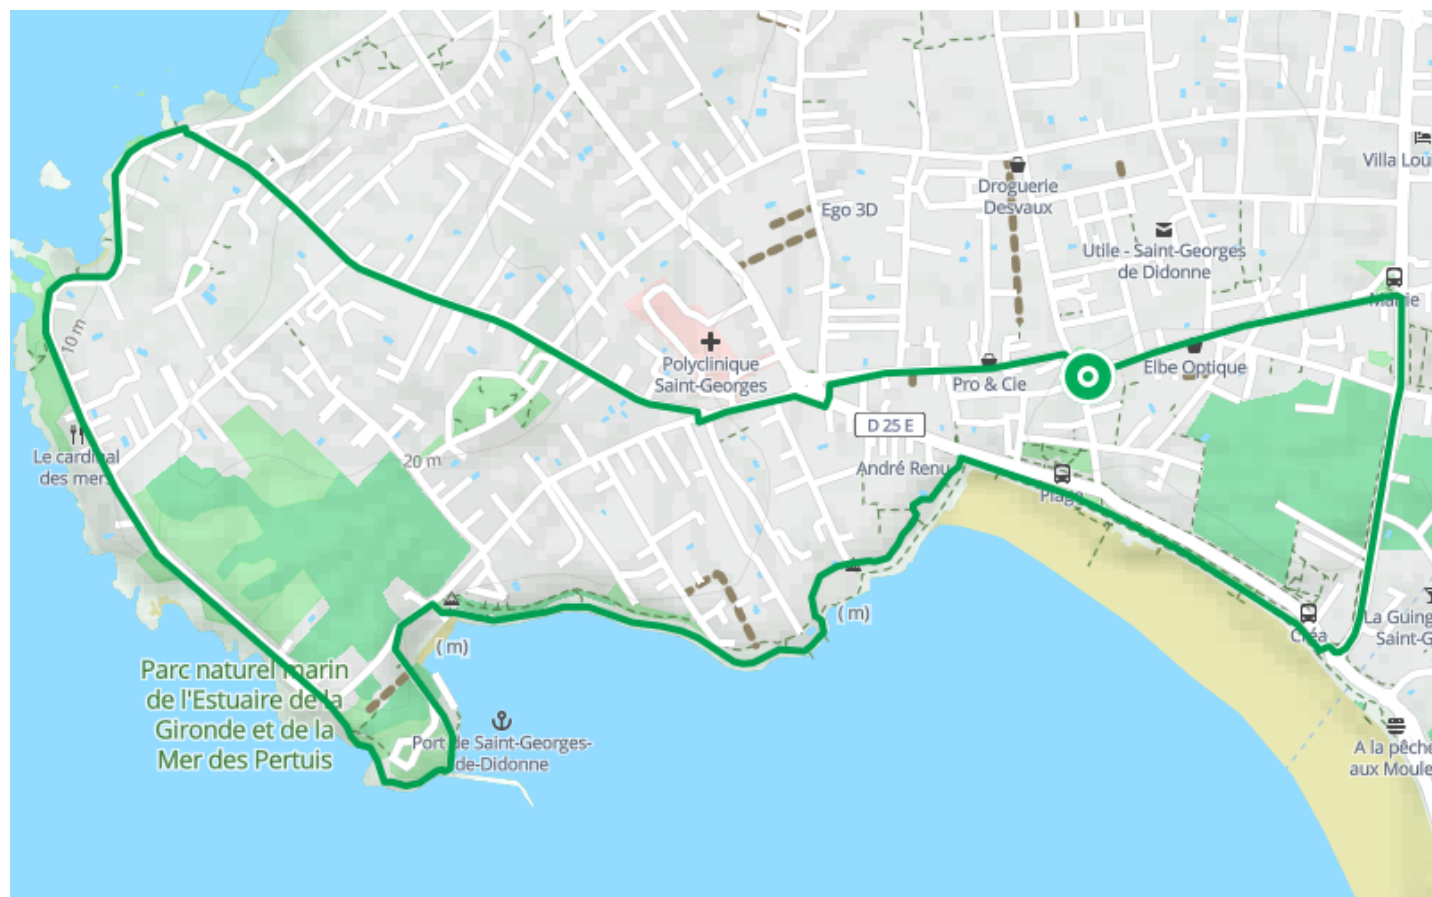 Villa Lou
Droguerie
Desvaux
Ego 3D
Utile - Saint-Georges
de Didonne
Mairie
10 m
Polyclinique
Saint-Georges
Pro & Cie
Elbe Optique
D 25 E
Le cardinal
des mers
20 m
André Renu
Plage
( m)
La Guing
Saint-G
Créa
( m)
Parc naturel marin
de l'Estuaire de la
Gironde et de la
Mer des Pertuis
Port de Saint-Georges-
de-Didonne
A la pêche
aux Moule